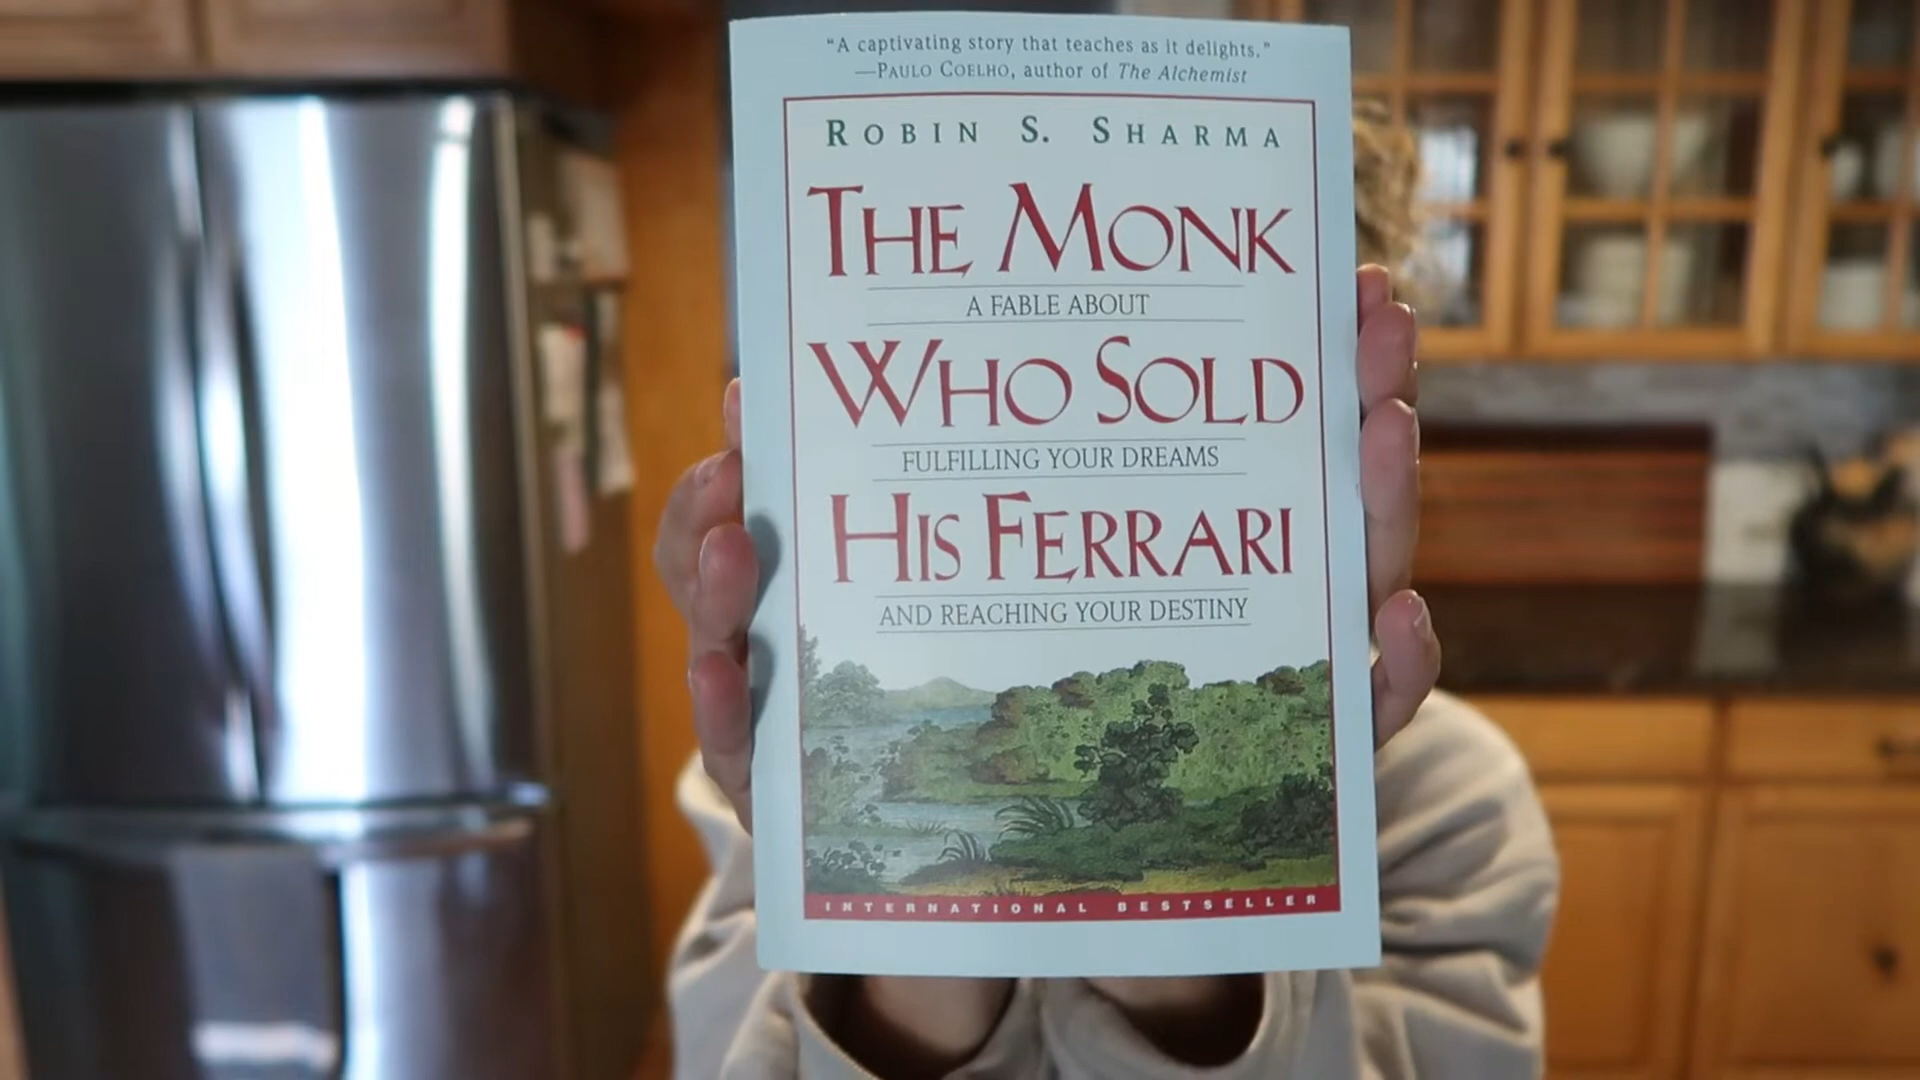 "A captivating story that teaches as it delights."
—PAULO COELHO, author of The Alchemist
ROBIN S. SHARMA
THE MONK
A FABLE ABOUT
WHO SOLD
FULFILLING YOUR DREAMS
HIS FERRARI
AND REACHING YOUR DESTINY
INTERNATIONAL BESTSELLER